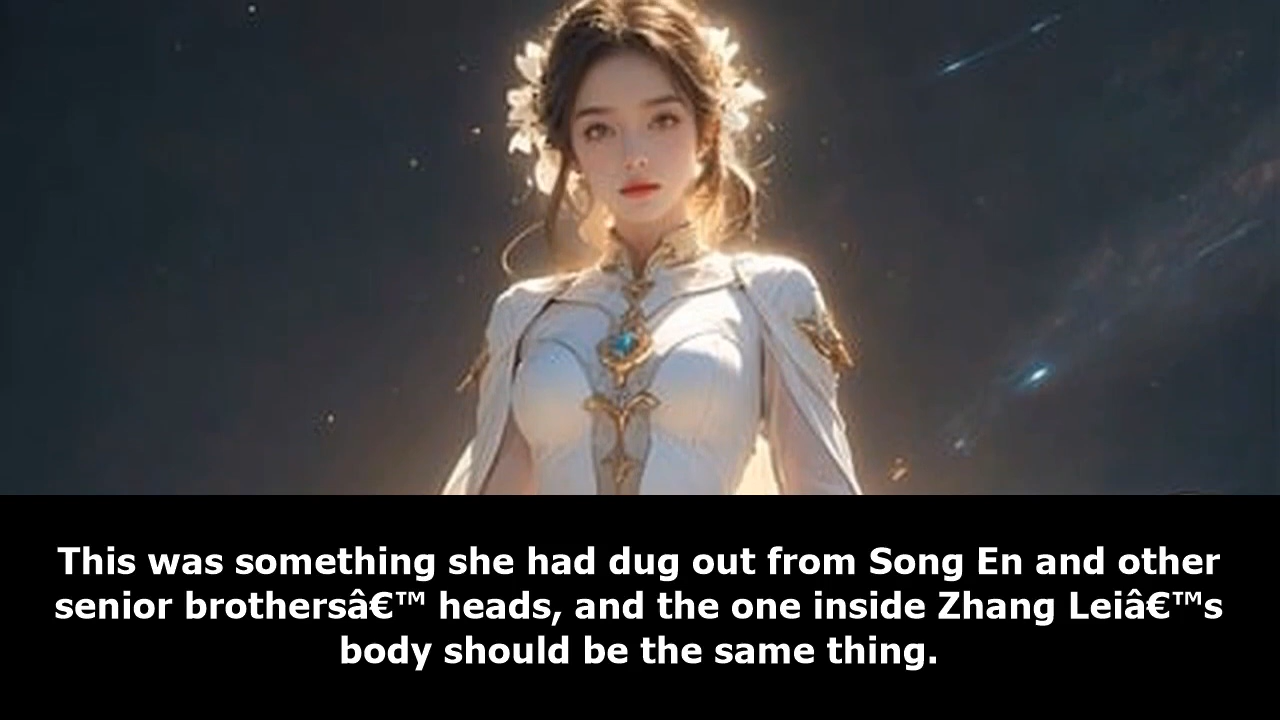 This was something she had dug out from Song En and other
senior brothersâ€™ heads, and the one inside Zhang Leiâ€™s
body should be the same thing.